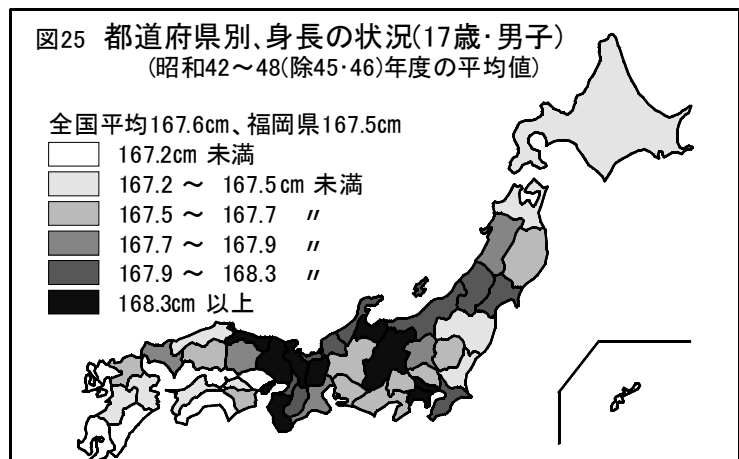 図25 都道府県別､身長の状況(17歳･男子)
(昭和42～48(除45･46)年度の平均値)
全国平均167.6cm､福岡県167.5cm
167.2cm 未満
167.2 ～ 167.5cm 未満
167.5 ～ 167.7 〃
167.7 ～ 167.9 〃
167.9 ～ 168.3 〃
168.3cm 以上